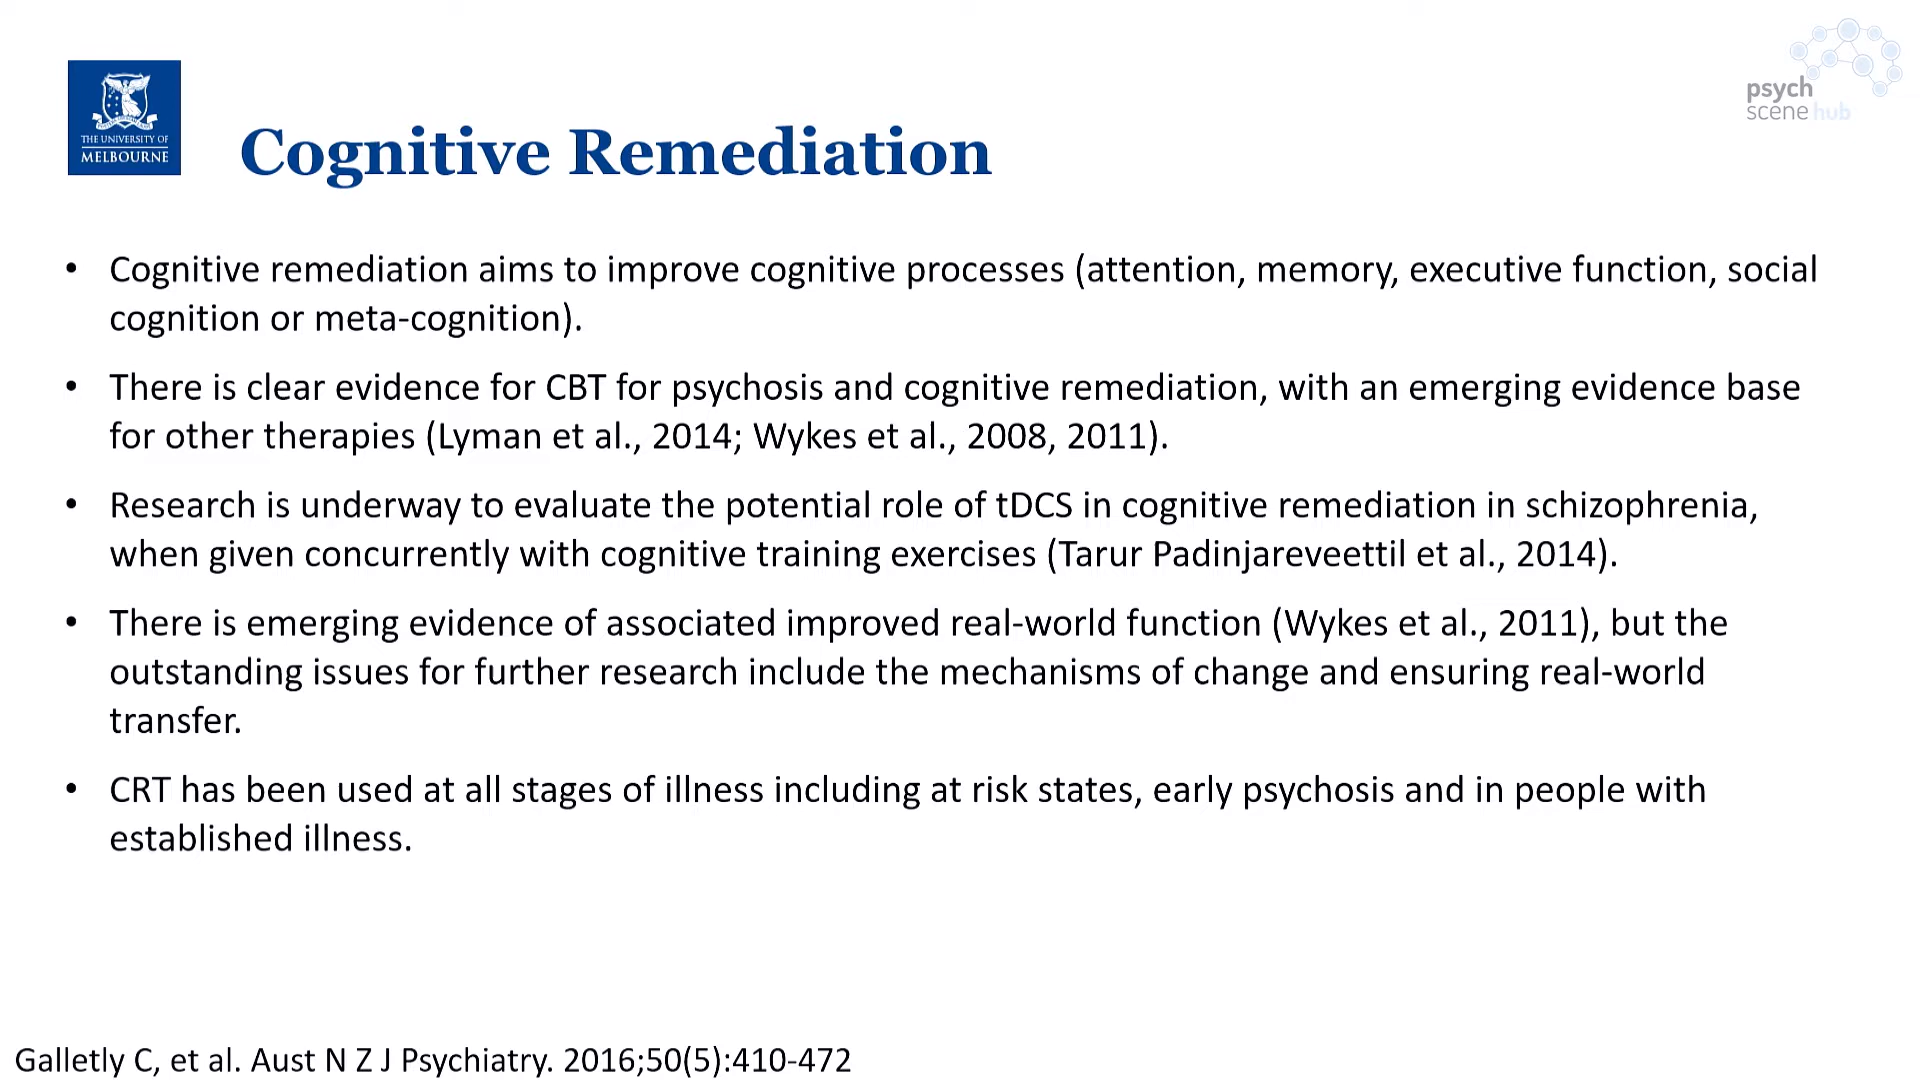 THE UNIVERSITY OF
MELBOURNE
psych
scene hub
Cognitive Remediation
• Cognitive remediation aims to improve cognitive processes (attention, memory, executive function, social
cognition or meta-cognition).
• There is clear evidence for CBT for psychosis and cognitive remediation, with an emerging evidence base
for other therapies (Lyman et al., 2014; Wykes et al., 2008, 2011).
• Research is underway to evaluate the potential role of tDCS in cognitive remediation in schizophrenia,
when given concurrently with cognitive training exercises (Tarur Padinjareveettil et al., 2014).
• There is emerging evidence of associated improved real-world function (Wykes et al., 2011), but the
outstanding issues for further research include the mechanisms of change and ensuring real-world
transfer.
• CRT has been used at all stages of illness including at risk states, early psychosis and in people with
established illness.
Galletly C, et al. Aust N Z J Psychiatry. 2016;50(5):410-472